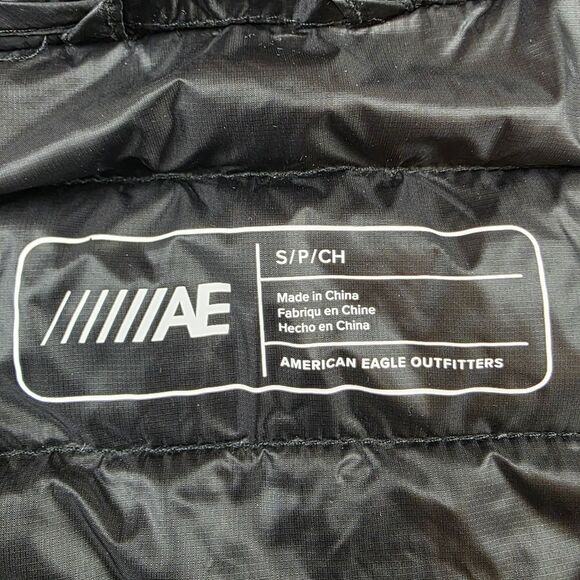 //////AE
S/P/CH
Made in China
Fabriqu en Chine
Hecho en China
AMERICAN EAGLE OUTFITTERS